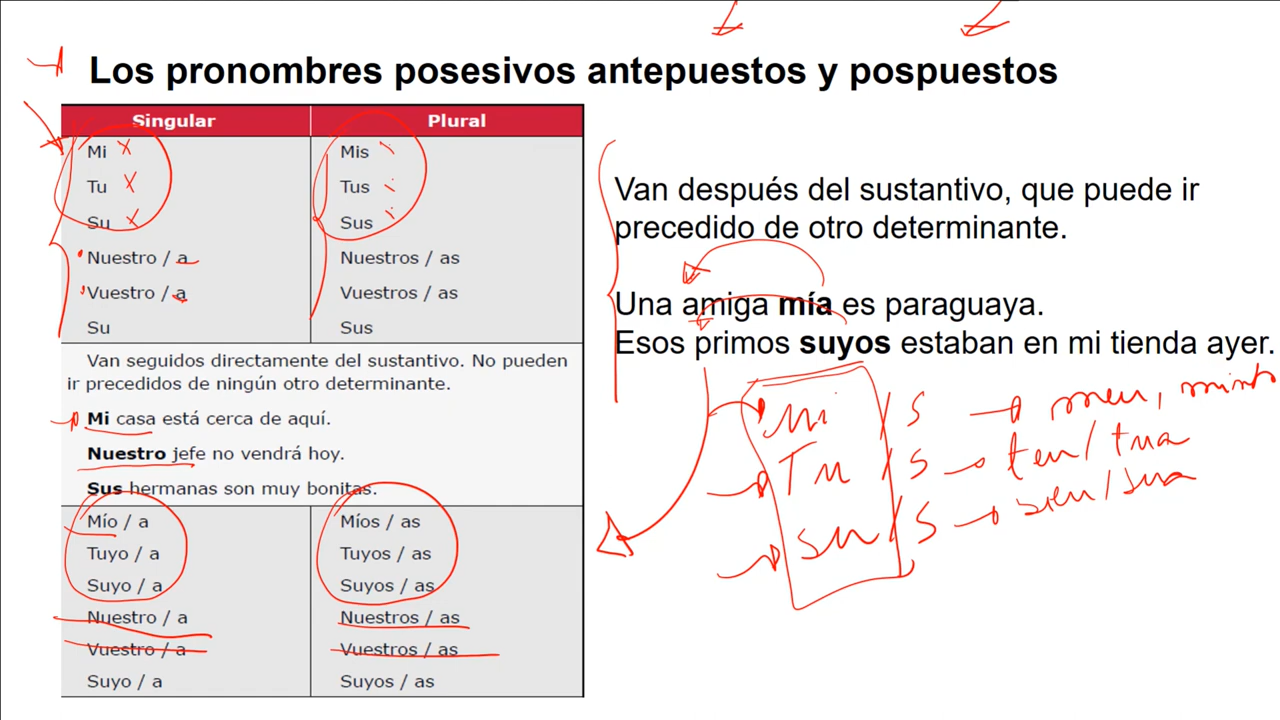 Los pronombres posesivos antepuestos y pospuestos
Singular Plural
Mi x Mis
Tu x Tus
Su x Sus
Nuestro / a Nuestros / as
Vuestro / a Vuestros / as
Su Sus
Van seguidos directamente del sustantivo. No pueden
ir precedidos de ningún otro determinante.
Mi casa está cerca de aquí.
Nuestro jefe no vendrá hoy.
Sus hermanas son muy bonitas.
Mío / a Míos / as
Tuyo / a Tuyos / as
Suyo / a Suyos / as
Nuestro / a Nuestros / as
Vuestro / a Vuestros / as
Suyo / a Suyos / as
Van después del sustantivo, que puede ir
precedido de otro determinante.
Una amiga mía es paraguaya.
Esos primos suyos estaban en mi tienda ayer.
Mi / s → meu,
Tu / s → teu / tua
Su / s →